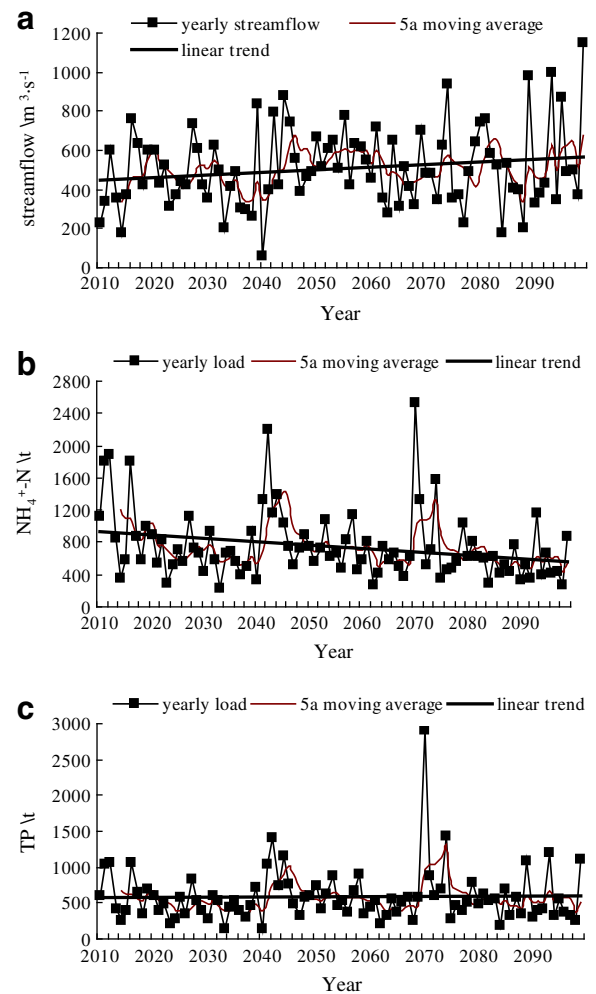 a
yearly streamflow 5a moving average
linear trend
1200
1000
800
600
400
200
0
streamflow \m³·s⁻¹
2010 2020 2030 2040 2050 2060 2070 2080 2090
Year
b
yearly load 5a moving average linear trend
2800
2400
2000
1600
1200
800
400
0
NH₄⁺-N \t
2010 2020 2030 2040 2050 2060 2070 2080 2090
Year
c
yearly load 5a moving average linear trend
3000
2500
2000
1500
1000
500
0
TP \t
2010 2020 2030 2040 2050 2060 2070 2080 2090
Year